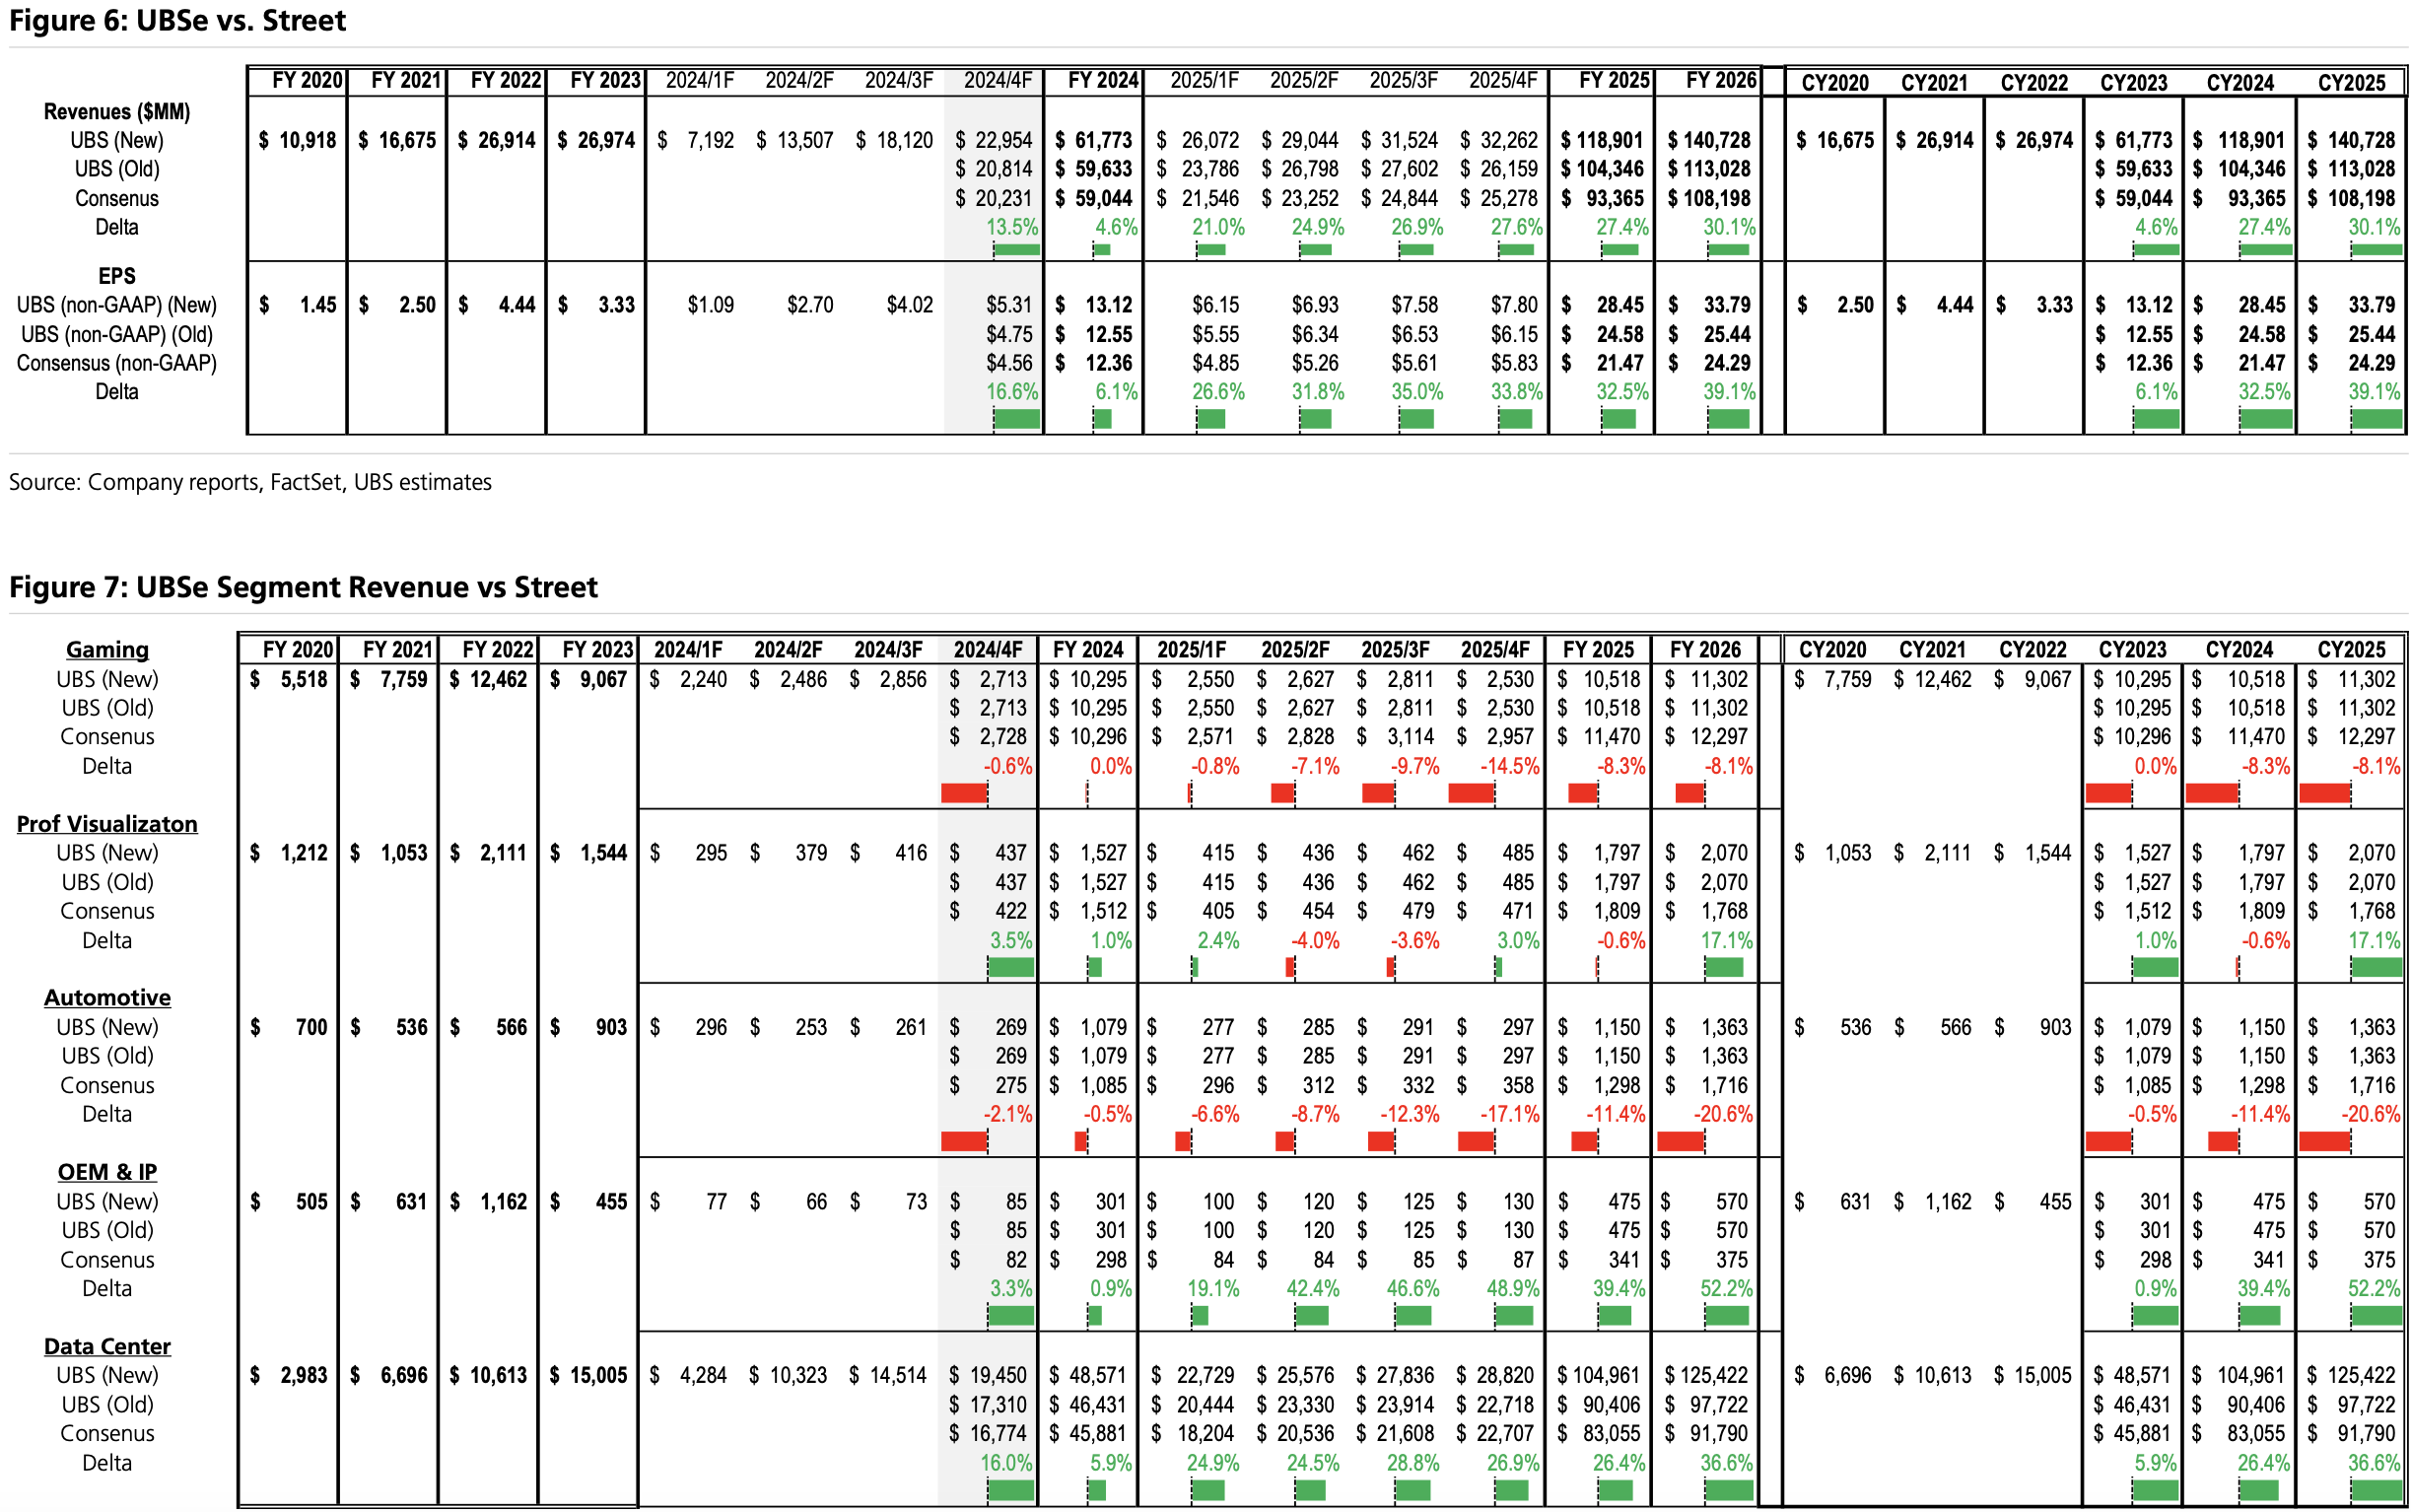 Figure 6: UBSe vs. Street
FY 2020 FY 2021 FY 2022 FY 2023 2024/1F 2024/2F 2024/3F 2024/4F FY 2024 2025/1F 2025/2F 2025/3F 2025/4F FY 2025 FY 2026 CY2020 CY2021 CY2022 CY2023 CY2024 CY2025
Revenues ($MM)
UBS (New) $ 10,918 $ 16,675 $ 26,914 $ 26,974 $ 7,192 $ 13,507 $ 18,120 $ 22,954 $ 61,773 $ 26,072 $ 29,044 $ 31,524 $ 32,262 $ 118,901 $ 140,728 $ 16,675 $ 26,914 $ 26,974 $ 61,773 $ 118,901 $ 140,728
UBS (Old) $ 20,814 $ 59,633 $ 23,786 $ 26,798 $ 27,602 $ 26,159 $ 104,346 $ 113,028 $ 59,633 $ 104,346 $ 113,028
Consenus $ 20,231 $ 59,044 $ 21,546 $ 23,252 $ 24,844 $ 25,278 $ 93,365 $ 108,198 $ 59,044 $ 93,365 $ 108,198
Delta 13.5% 4.6% 21.0% 24.9% 26.9% 27.6% 27.4% 30.1% 4.6% 27.4% 30.1%
EPS
UBS (non-GAAP) (New) $ 1.45 $ 2.50 $ 4.44 $ 3.33 $1.09 $2.70 $4.02 $5.31 $ 13.12 $6.15 $6.93 $7.58 $7.80 $ 28.45 $ 33.79 $ 2.50 $ 4.44 $ 3.33 $ 13.12 $ 28.45 $ 33.79
UBS (non-GAAP) (Old) $4.75 $ 12.55 $5.55 $6.34 $6.53 $6.15 $ 24.58 $ 25.44 $ 12.55 $ 24.58 $ 25.44
Consensus (non-GAAP) $4.56 $ 12.36 $4.85 $5.26 $5.61 $5.83 $ 21.47 $ 24.29 $ 12.36 $ 21.47 $ 24.29
Delta 16.6% 6.1% 26.6% 31.8% 35.0% 33.8% 32.5% 39.1% 6.1% 32.5% 39.1%
Source: Company reports, FactSet, UBS estimates
Figure 7: UBSe Segment Revenue vs Street
Gaming FY 2020 FY 2021 FY 2022 FY 2023 2024/1F 2024/2F 2024/3F 2024/4F FY 2024 2025/1F 2025/2F 2025/3F 2025/4F FY 2025 FY 2026 CY2020 CY2021 CY2022 CY2023 CY2024 CY2025
UBS (New) $ 5,518 $ 7,759 $ 12,462 $ 9,067 $ 2,240 $ 2,486 $ 2,856 $ 2,713 $ 10,295 $ 2,550 $ 2,627 $ 2,811 $ 2,530 $ 10,518 $ 11,302 $ 7,759 $ 12,462 $ 9,067 $ 10,295 $ 10,518 $ 11,302
UBS (Old) $ 2,713 $ 10,295 $ 2,550 $ 2,627 $ 2,811 $ 2,530 $ 10,518 $ 11,302 $ 10,295 $ 10,518 $ 11,302
Consenus $ 2,728 $ 10,296 $ 2,571 $ 2,828 $ 3,114 $ 2,957 $ 11,470 $ 12,297 $ 10,296 $ 11,470 $ 12,297
Delta -0.6% 0.0% -0.8% -7.1% -9.7% -14.5% -8.3% -8.1% 0.0% -8.3% -8.1%
Prof Visualizaton
UBS (New) $ 1,212 $ 1,053 $ 2,111 $ 1,544 $ 295 $ 379 $ 416 $ 437 $ 1,527 $ 415 $ 436 $ 462 $ 485 $ 1,797 $ 2,070 $ 1,053 $ 2,111 $ 1,544 $ 1,527 $ 1,797 $ 2,070
UBS (Old) $ 437 $ 1,527 $ 415 $ 436 $ 462 $ 485 $ 1,797 $ 2,070 $ 1,527 $ 1,797 $ 2,070
Consenus $ 422 $ 1,512 $ 405 $ 454 $ 479 $ 471 $ 1,809 $ 1,768 $ 1,512 $ 1,809 $ 1,768
Delta 3.5% 1.0% 2.4% -4.0% -3.6% 3.0% -0.6% 17.1% 1.0% -0.6% 17.1%
Automotive
UBS (New) $ 700 $ 536 $ 566 $ 903 $ 296 $ 253 $ 261 $ 269 $ 1,079 $ 277 $ 285 $ 291 $ 297 $ 1,150 $ 1,363 $ 536 $ 566 $ 903 $ 1,079 $ 1,150 $ 1,363
UBS (Old) $ 269 $ 1,079 $ 277 $ 285 $ 291 $ 297 $ 1,150 $ 1,363 $ 1,079 $ 1,150 $ 1,363
Consenus $ 275 $ 1,085 $ 296 $ 312 $ 332 $ 358 $ 1,298 $ 1,716 $ 1,085 $ 1,298 $ 1,716
Delta -2.1% -0.5% -6.6% -8.7% -12.3% -17.1% -11.4% -20.6% -0.5% -11.4% -20.6%
OEM & IP
UBS (New) $ 505 $ 631 $ 1,162 $ 455 $ 77 $ 66 $ 73 $ 85 $ 301 $ 100 $ 120 $ 125 $ 130 $ 475 $ 570 $ 631 $ 1,162 $ 455 $ 301 $ 475 $ 570
UBS (Old) $ 85 $ 301 $ 100 $ 120 $ 125 $ 130 $ 475 $ 570 $ 301 $ 475 $ 570
Consenus $ 82 $ 298 $ 84 $ 84 $ 85 $ 87 $ 341 $ 375 $ 298 $ 341 $ 375
Delta 3.3% 0.9% 19.1% 42.4% 46.6% 48.9% 39.4% 52.2% 0.9% 39.4% 52.2%
Data Center
UBS (New) $ 2,983 $ 6,696 $ 10,613 $ 15,005 $ 4,284 $ 10,323 $ 14,514 $ 19,450 $ 48,571 $ 22,729 $ 25,576 $ 27,836 $ 28,820 $ 104,961 $ 125,422 $ 6,696 $ 10,613 $ 15,005 $ 48,571 $ 104,961 $ 125,422
UBS (Old) $ 17,310 $ 46,431 $ 20,444 $ 23,330 $ 23,914 $ 22,718 $ 90,406 $ 97,722 $ 46,431 $ 90,406 $ 97,722
Consenus $ 16,774 $ 45,881 $ 18,204 $ 20,536 $ 21,608 $ 22,707 $ 83,055 $ 91,790 $ 45,881 $ 83,055 $ 91,790
Delta 16.0% 5.9% 24.9% 24.5% 28.8% 26.9% 26.4% 36.6% 5.9% 26.4% 36.6%